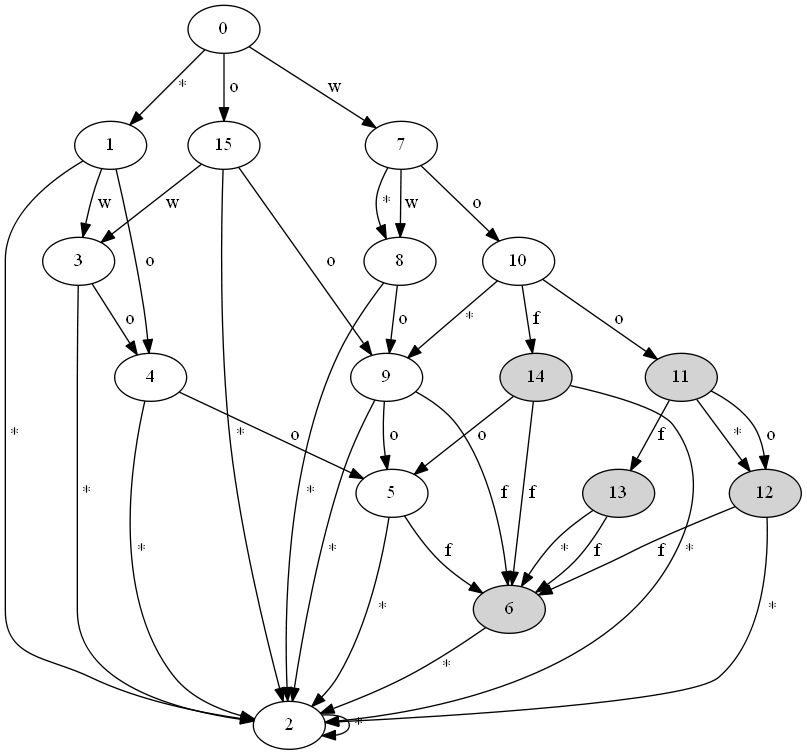 0
* o w
1 15 7
w w * w o
3 o o 8 10
o o * f o
4 9 14 11
* o * o o f * o
5 13 12
* * * * f f * f f
6
* * * *
2 *